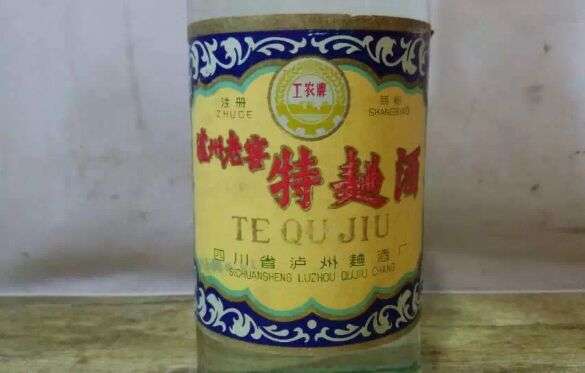 工农牌
注册 商标
ZHUCE SHANGBIAO
泸州老窖 特麯酒
TE QU JIU
四川省泸州麯酒厂
SICHUANSHENG LUZHOU QUJIU CHANG